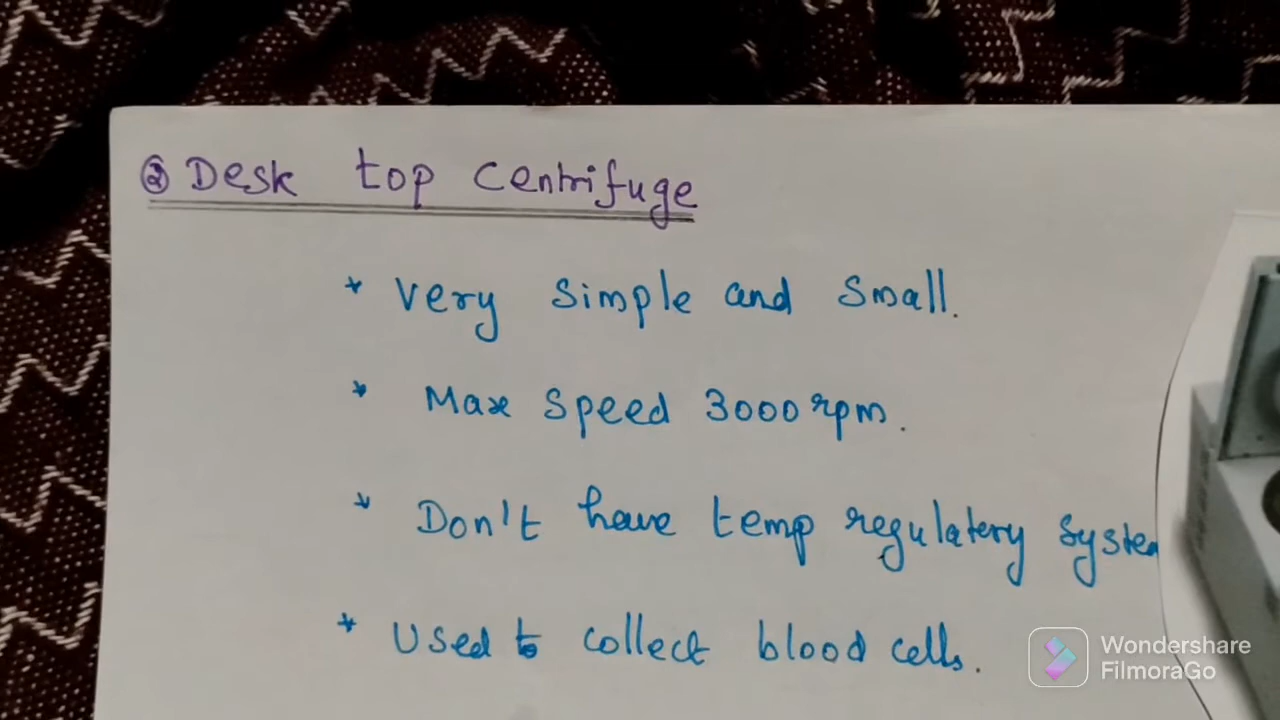 ② Desk top Centrifuge
* Very Simple and Small.
* Max Speed 3000 rpm.
* Don't have temp regulatery System
* Used to collect blood cells.
Wondershare
FilmoraGo